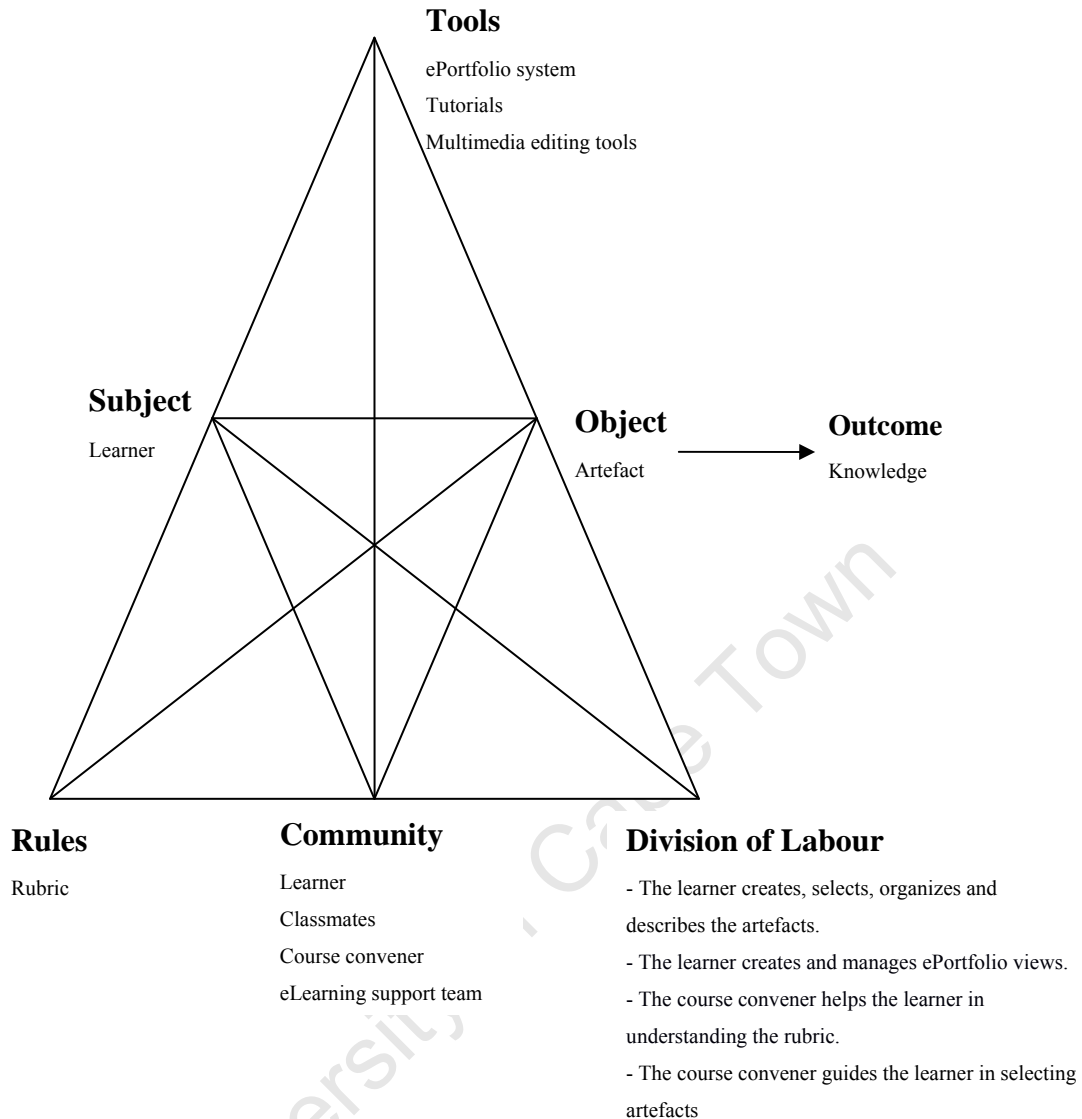 Tools
ePortfolio system
Tutorials
Multimedia editing tools
Subject
Learner
Object
Artefact
Outcome
Knowledge
Rules
Rubric
Community
Learner
Classmates
Course convener
eLearning support team
Division of Labour
- The learner creates, selects, organizes and
describes the artefacts.
- The learner creates and manages ePortfolio views.
- The course convener helps the learner in
understanding the rubric.
- The course convener guides the learner in selecting
artefacts
Town